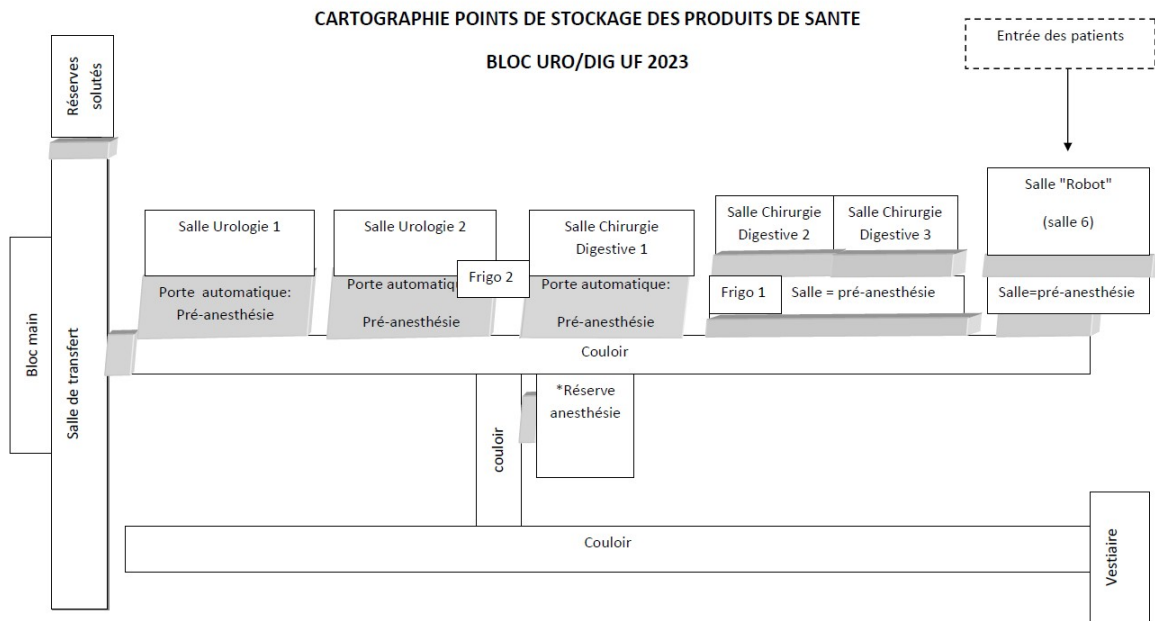 CARTOGRAPHIE POINTS DE STOCKAGE DES PRODUITS DE SANTE
BLOC URO/DIG UF 2023
Entrée des patients
Réserves
solutés
Salle Urologie 1
Salle Urologie 2
Salle Chirurgie
Digestive 1
Salle Chirurgie
Digestive 2
Salle Chirurgie
Digestive 3
Salle "Robot"
(salle 6)
Porte automatique:
Pré-anesthésie
Porte automatiq
Pré-anesthésie
Frigo 2
Porte automatique:
Pré-anesthésie
Frigo 1
Salle = pré-anesthésie
Salle=pré-anesthésie
Bloc main
Salle de transfert
Couloir
*Réserve
anesthésie
couloir
Couloir
Vestiaire